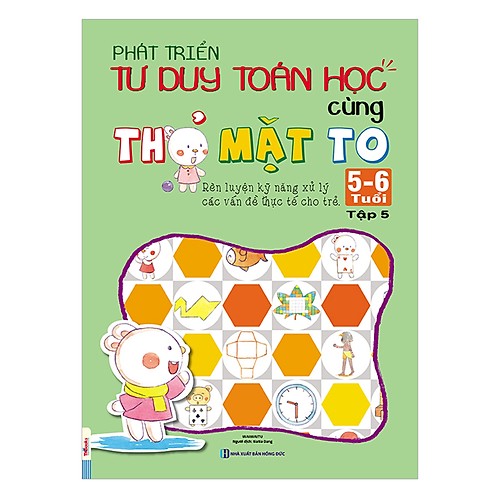 PHÁT TRIỂN
TƯ DUY TOÁN HỌC
cùng
THỎ MẶT TO
Rèn luyện kỹ năng xử lý
các vấn đề thực tế cho trẻ.
5-6
Tuổi
Tập 5
WAIWAITU
NHÀ XUẤT BẢN HỒNG ĐỨC